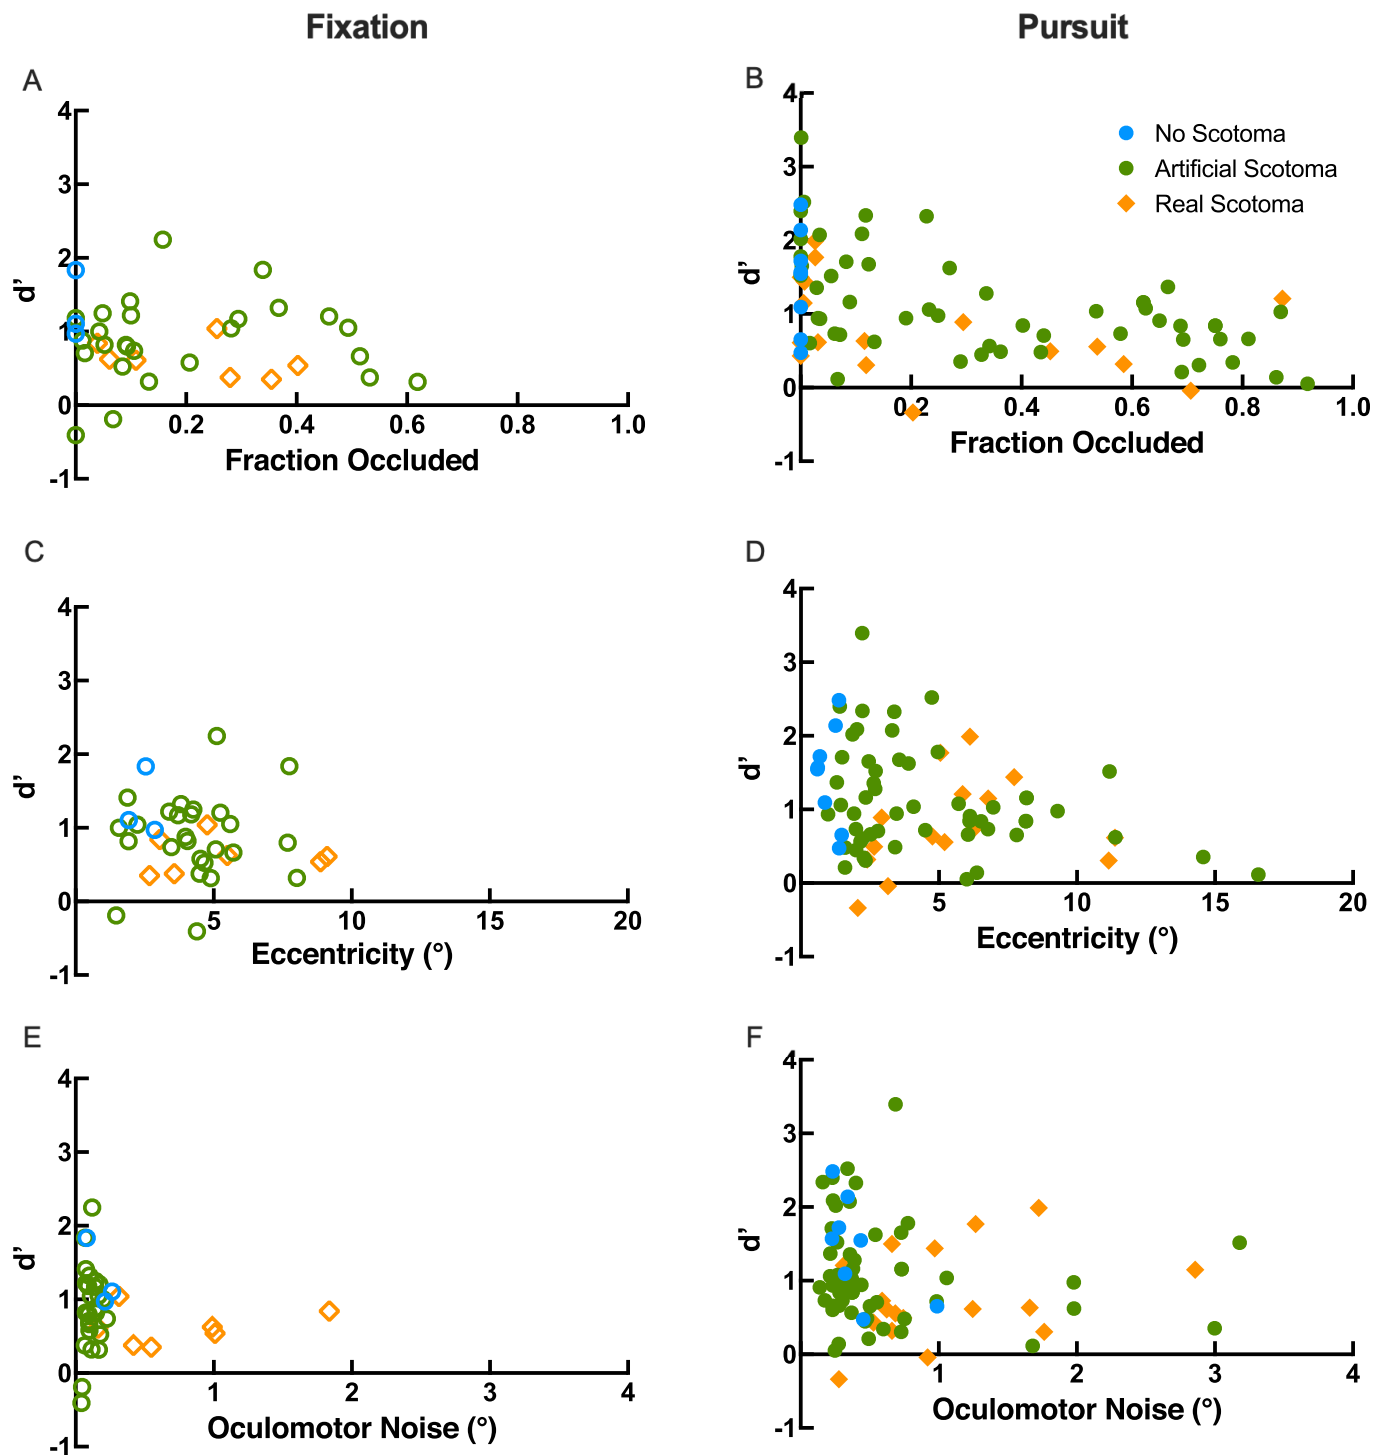 Fixation
Pursuit
A
4
3
2
1
0
-1
d'
0.2 0.4 0.6 0.8 1.0
Fraction Occluded
B
4
3
2
1
0
-1
d'
0.2 0.4 0.6 0.8 1.0
Fraction Occluded
No Scotoma
Artificial Scotoma
Real Scotoma
C
4
3
2
1
0
-1
d'
5 10 15 20
Eccentricity (°)
D
4
3
2
1
0
-1
d'
5 10 15 20
Eccentricity (°)
E
4
3
2
1
0
-1
d'
1 2 3 4
Oculomotor Noise (°)
F
4
3
2
1
0
-1
d'
1 2 3 4
Oculomotor Noise (°)